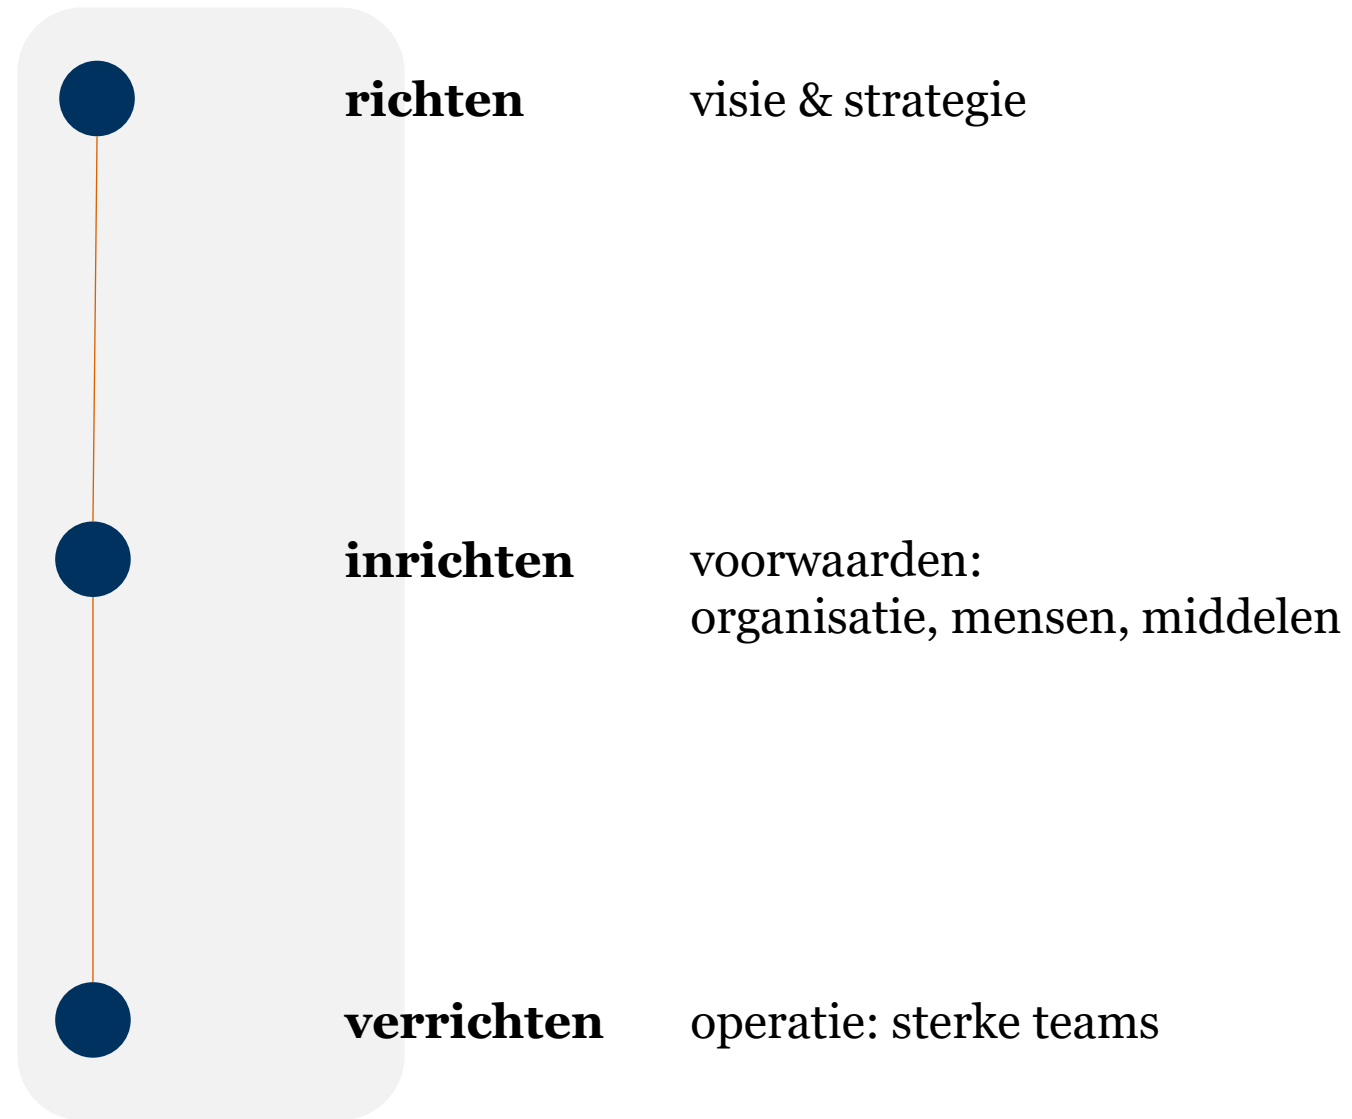 richten visie & strategie
inrichten voorwaarden:
organisatie, mensen, middelen
verrichten operatie: sterke teams